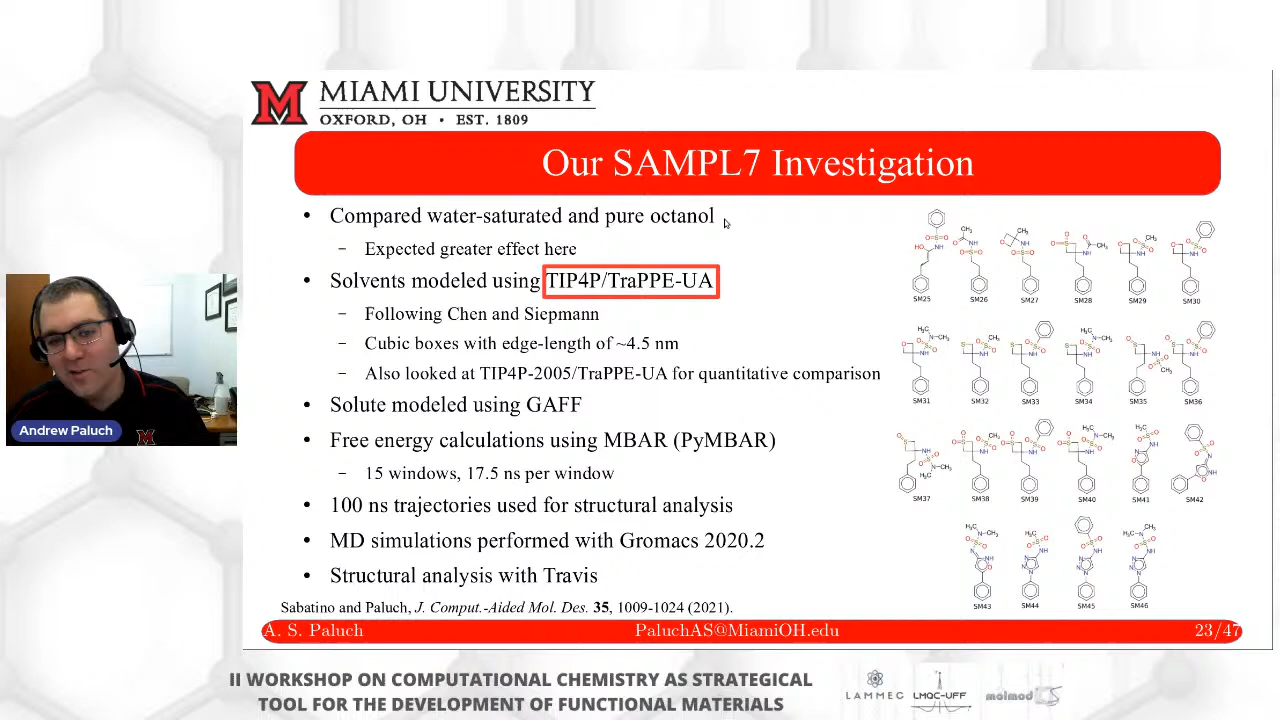 MIAMI UNIVERSITY
OXFORD, OH • EST. 1809
Our SAMPL7 Investigation
• Compared water-saturated and pure octanol
– Expected greater effect here
• Solvents modeled using TIP4P/TraPPE-UA
– Following Chen and Siepmann
– Cubic boxes with edge-length of ~4.5 nm
– Also looked at TIP4P-2005/TraPPE-UA for quantitative comparison
• Solute modeled using GAFF
• Free energy calculations using MBAR (PyMBAR)
– 15 windows, 17.5 ns per window
• 100 ns trajectories used for structural analysis
• MD simulations performed with Gromacs 2020.2
• Structural analysis with Travis
Sabatino and Paluch, J. Comput.-Aided Mol. Des. 35, 1009-1024 (2021).
SM25 SM26 SM27 SM28 SM29 SM30
SM31 SM32 SM33 SM34 SM35 SM36
SM37 SM38 SM39 SM40 SM41 SM42
SM43 SM44 SM45 SM46
A. S. Paluch PaluchAS@MiamiOH.edu 23/47
Andrew Paluch
II WORKSHOP ON COMPUTATIONAL CHEMISTRY AS STRATEGICAL
TOOL FOR THE DEVELOPMENT OF FUNCTIONAL MATERIALS
LAMMEC LMQC-UFF